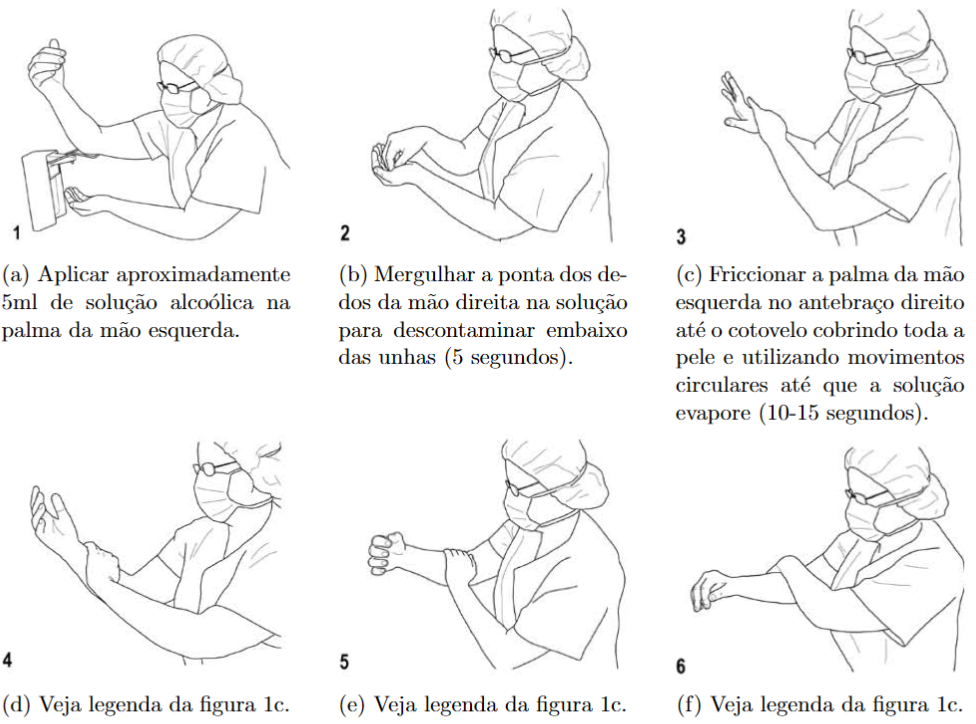 1
2
3
(a) Aplicar aproximadamente
5ml de solução alcoólica na
palma da mão esquerda.
(b) Mergulhar a ponta dos de-
dos da mão direita na solução
para descontaminar embaixo
das unhas (5 segundos).
(c) Friccionar a palma da mão
esquerda no antebraço direito
até o cotovelo cobrindo toda a
pele e utilizando movimentos
circulares até que a solução
evapore (10-15 segundos).
4
5
6
(d) Veja legenda da figura 1c.
(e) Veja legenda da figura 1c.
(f) Veja legenda da figura 1c.